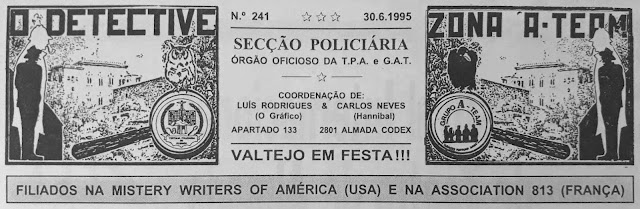 O DETECTIVE
N.º 241 ☆☆☆ 30.6.1995
SECÇÃO POLICIÁRIA
ÓRGÃO OFICIOSO DA T.P.A. e G.A.T.
COORDENAÇÃO DE:
LUÍS RODRIGUES & CARLOS NEVES
(O Gráfico) (Hannibal)
APARTADO 133 2801 ALMADA CODEX
VALTEJO EM FESTA!!!
ZONA A-TEAM
GRUPO A-TEAM
FILIADOS NA MISTERY WRITERS OF AMÉRICA (USA) E NA ASSOCIATION 813 (FRANÇA)